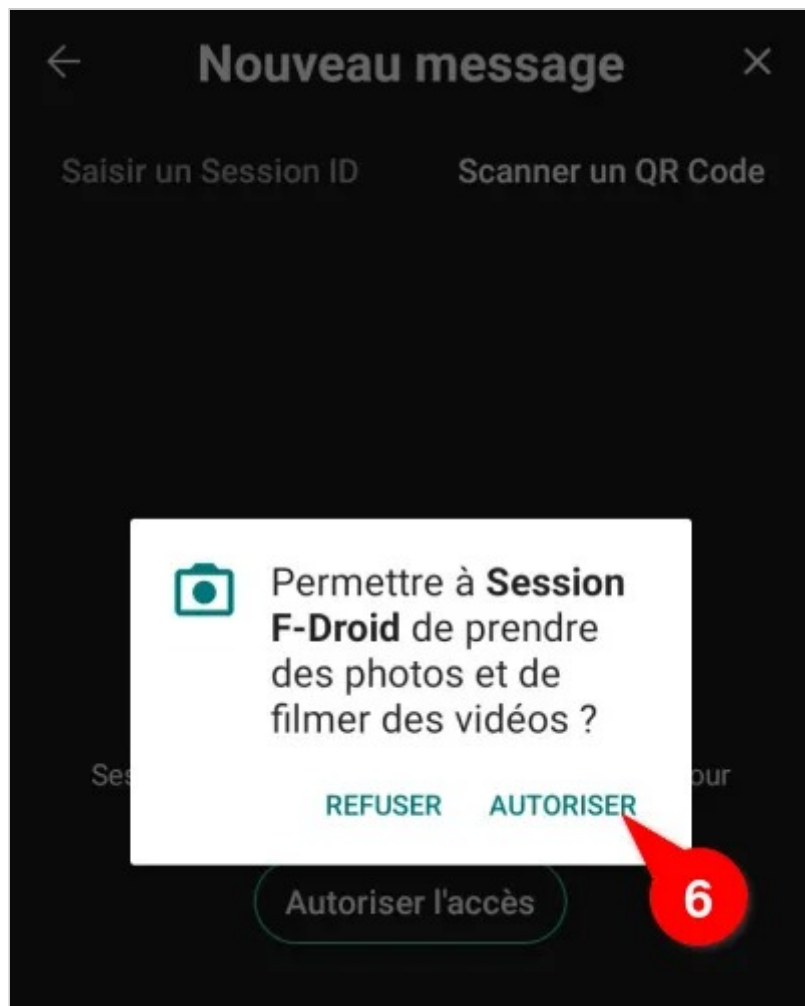 Nouveau message
Saisir un Session ID Scanner un QR Code
Permettre à Session
F-Droid de prendre
des photos et de
filmer des vidéos ?
REFUSER AUTORISER
Autoriser l'accès
6